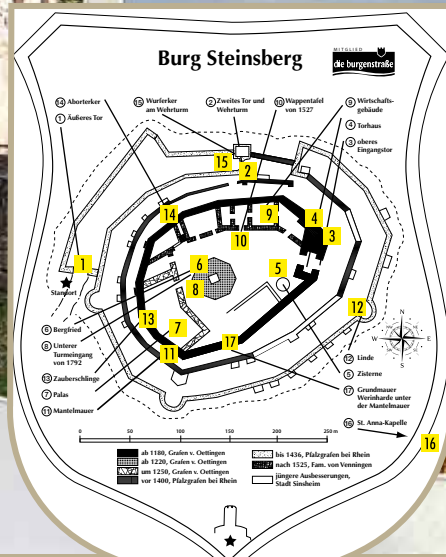 Burg Steinsberg
MITGLIED
die burgenstraße
14 Aborterker
1 Äußeres Tor
15 Wurferker
am Wehrturm
2 Zweites Tor und
Wehrturm
10 Wappentafel
von 1527
9 Wirtschafts-
gebäude
4 Torhaus
3 oberes
Eingangstor
15
2
14
9
10
4
3
1
Standort
6
5
8
12
13
7
11
17
6 Bergfried
8 Unterer
Turmeingang
von 1792
13 Zauberschlinge
7 Palas
11 Mantelmauer
N
W
E
S
12 Linde
5 Zisterne
17 Grundmauer
Weinharde unter
der Mantelmauer
16 St. Anna-Kapelle
16
0 50 100 150 200 250 m
ab 1180, Grafen v. Oettingen
ab 1220, Grafen v. Oettingen
um 1250, Grafen v. Oettingen
vor 1400, Pfalzgrafen bei Rhein
bis 1436, Pfalzgrafen bei Rhein
nach 1525, Fam. von Venningen
jüngere Ausbesserungen,
Stadt Sinsheim